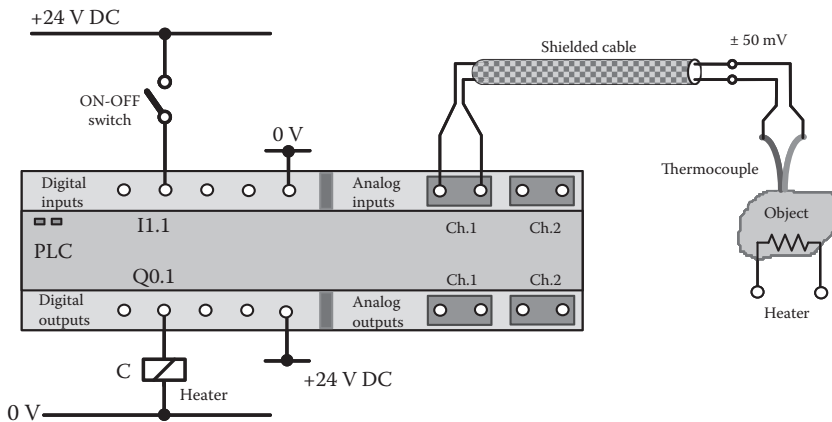 +24 V DC
ON-OFF
switch
0 V
Shielded cable
± 50 mV
Thermocouple
Object
Heater
Digital
inputs
Analog
inputs
I1.1
Ch.1
Ch.2
PLC
Q0.1
Ch.1
Ch.2
Digital
outputs
Analog
outputs
C
Heater
+24 V DC
0 V